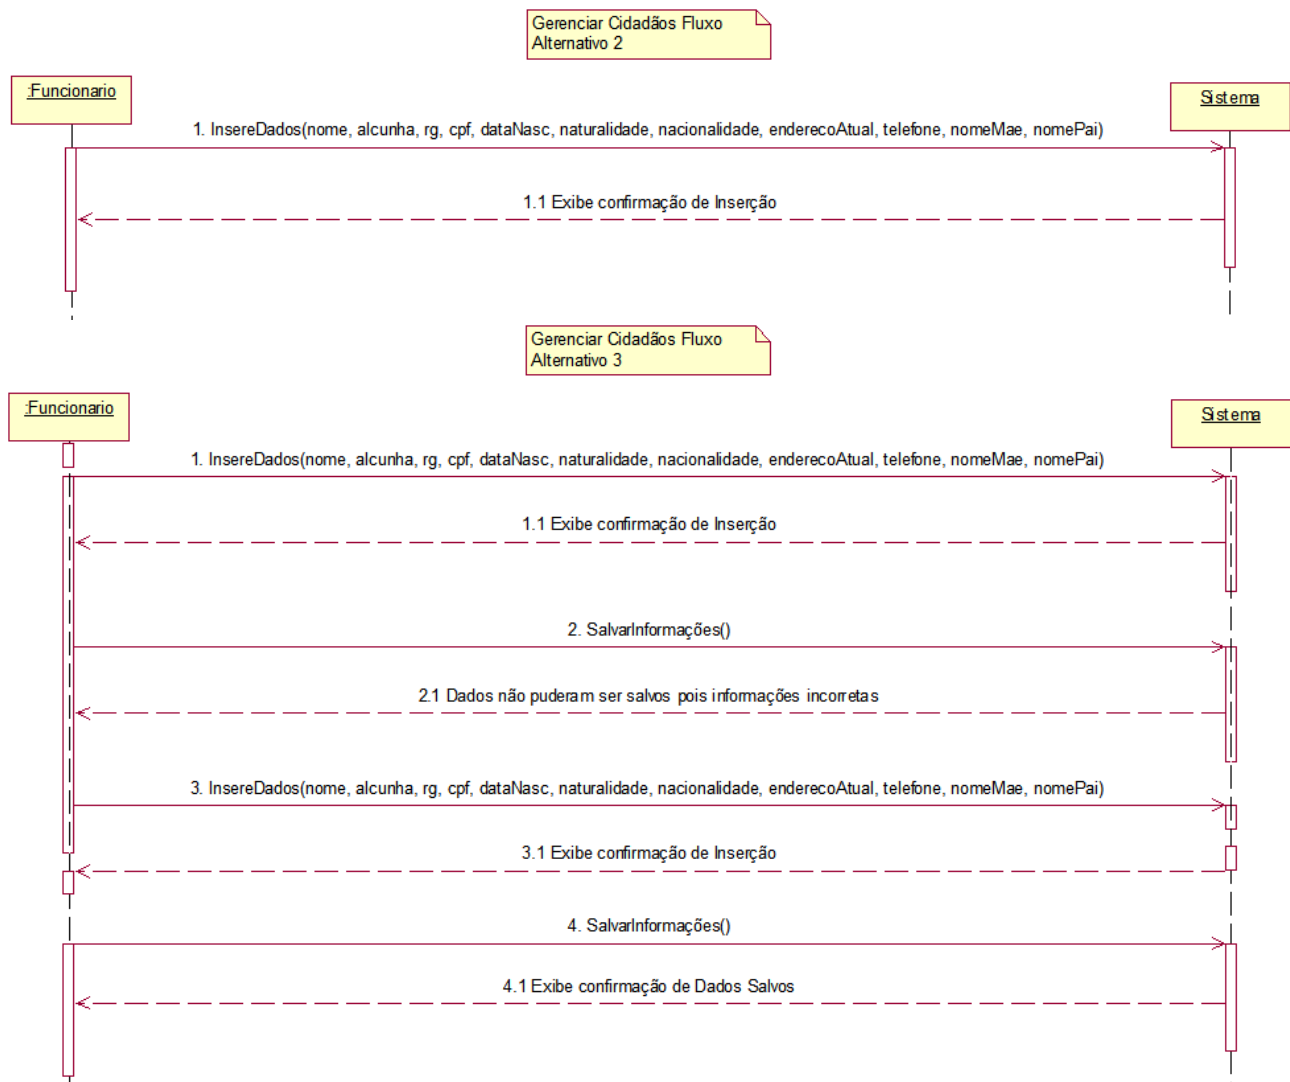 Gerenciar Cidadãos Fluxo
Alternativo 2
:Funcionario
Sistema
1. InsereDados(nome, alcunha, rg, cpf, dataNasc, naturalidade, nacionalidade, enderecoAtual, telefone, nomeMae, nomePai)
1.1 Exibe confirmação de Inserção
Gerenciar Cidadãos Fluxo
Alternativo 3
:Funcionario
Sistema
1. InsereDados(nome, alcunha, rg, cpf, dataNasc, naturalidade, nacionalidade, enderecoAtual, telefone, nomeMae, nomePai)
1.1 Exibe confirmação de Inserção
2. SalvarInformações()
2.1 Dados não puderam ser salvos pois informações incorretas
3. InsereDados(nome, alcunha, rg, cpf, dataNasc, naturalidade, nacionalidade, enderecoAtual, telefone, nomeMae, nomePai)
3.1 Exibe confirmação de Inserção
4. SalvarInformações()
4.1 Exibe confirmação de Dados Salvos